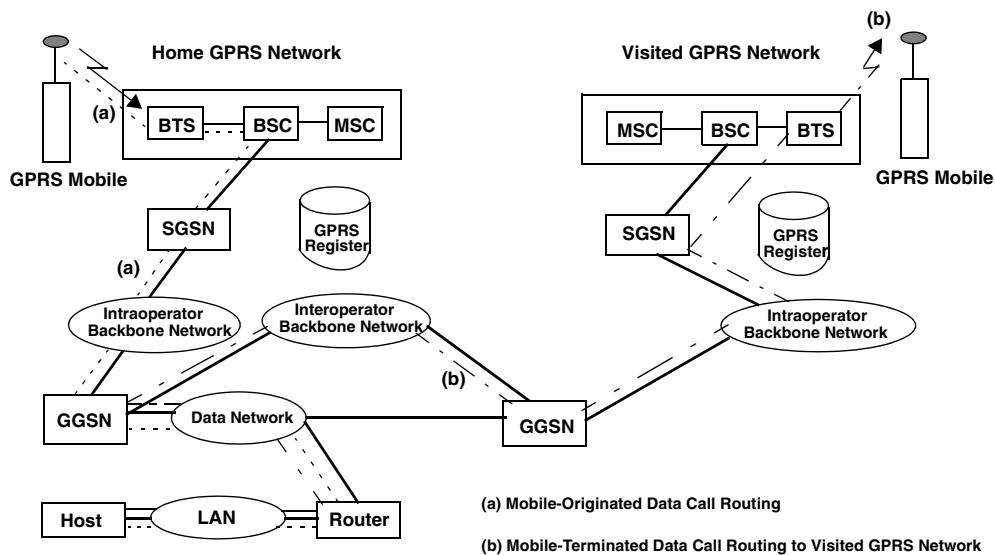 (b)
Home GPRS Network
Visited GPRS Network
(a)
BTS
BSC
MSC
MSC
BSC
BTS
GPRS Mobile
GPRS Mobile
SGSN
GPRS
Register
SGSN
GPRS
Register
(a)
Intraoperator
Backbone Network
Interoperator
Backbone Network
Intraoperator
Backbone Network
(b)
GGSN
Data Network
GGSN
Host
LAN
Router
(a) Mobile-Originated Data Call Routing
(b) Mobile-Terminated Data Call Routing to Visited GPRS Network